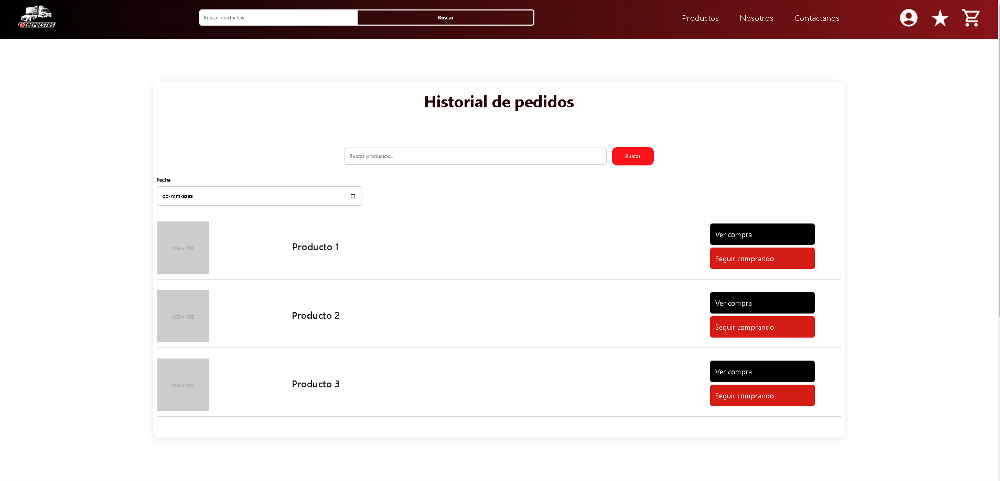 ENEREPUESTOS
Buscar productos...
Buscar
Productos
Nosotros
Contáctanos
Historial de pedidos
Buscar productos...
Buscar
Fecha
dd-mm-aaaa
100 x 100
Producto 1
Ver compra
Seguir comprando
100 x 100
Producto 2
Ver compra
Seguir comprando
100 x 100
Producto 3
Ver compra
Seguir comprando